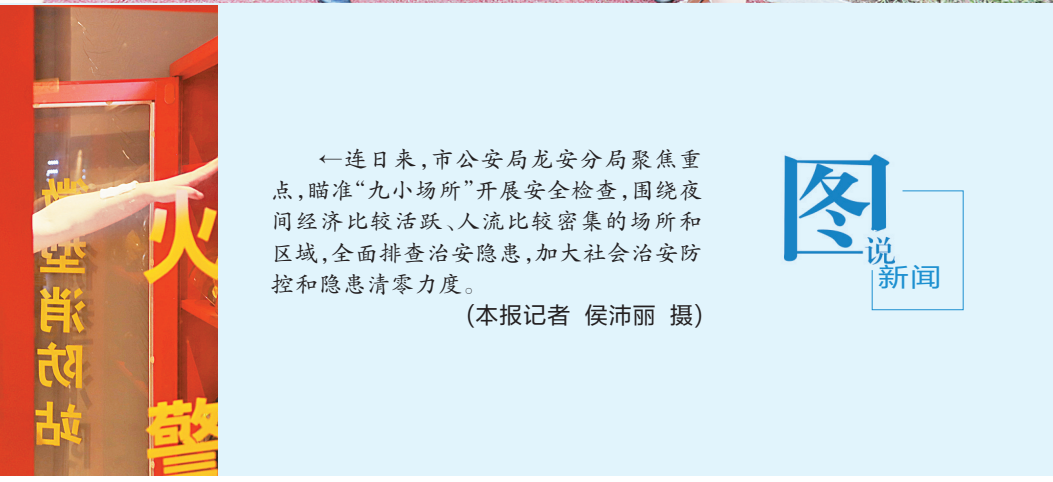 ←连日来,市公安局龙安分局聚焦重
点,瞄准“九小场所”开展安全检查,围绕夜
间经济比较活跃、人流比较密集的场所和
区域,全面排查治安隐患,加大社会治安防
控和隐患清零力度。
(本报记者 侯沛丽 摄)
图
说
新闻
微型消防站
火
警